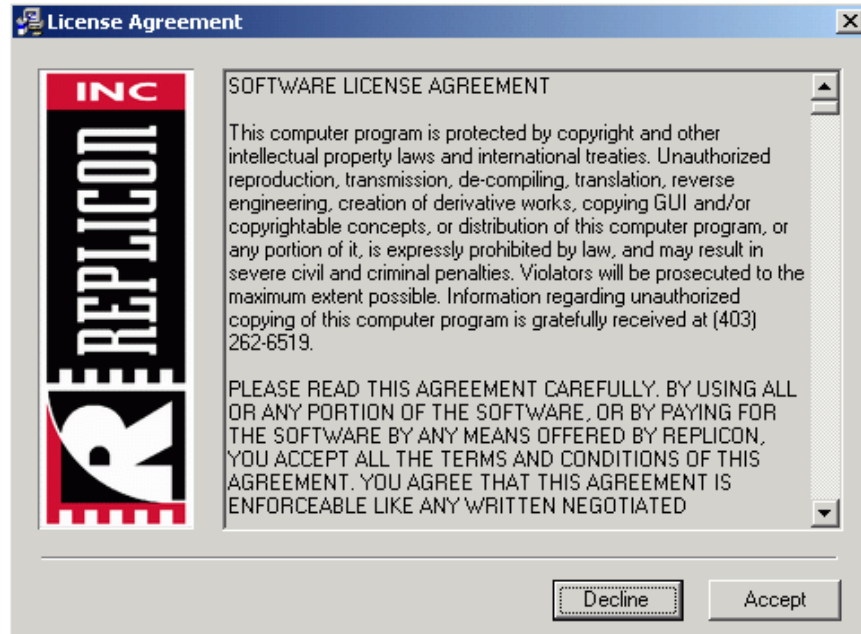 License Agreement
INC
REPLICON
R
SOFTWARE LICENSE AGREEMENT
This computer program is protected by copyright and other
intellectual property laws and international treaties. Unauthorized
reproduction, transmission, de-compiling, translation, reverse
engineering, creation of derivative works, copying GUI and/or
copyrightable concepts, or distribution of this computer program, or
any portion of it, is expressly prohibited by law, and may result in
severe civil and criminal penalties. Violators will be prosecuted to the
maximum extent possible. Information regarding unauthorized
copying of this computer program is gratefully received at (403)
262-6519.
PLEASE READ THIS AGREEMENT CAREFULLY. BY USING ALL
OR ANY PORTION OF THE SOFTWARE, OR BY PAYING FOR
THE SOFTWARE BY ANY MEANS OFFERED BY REPLICON,
YOU ACCEPT ALL THE TERMS AND CONDITIONS OF THIS
AGREEMENT. YOU AGREE THAT THIS AGREEMENT IS
ENFORCEABLE LIKE ANY WRITTEN NEGOTIATED
Decline
Accept